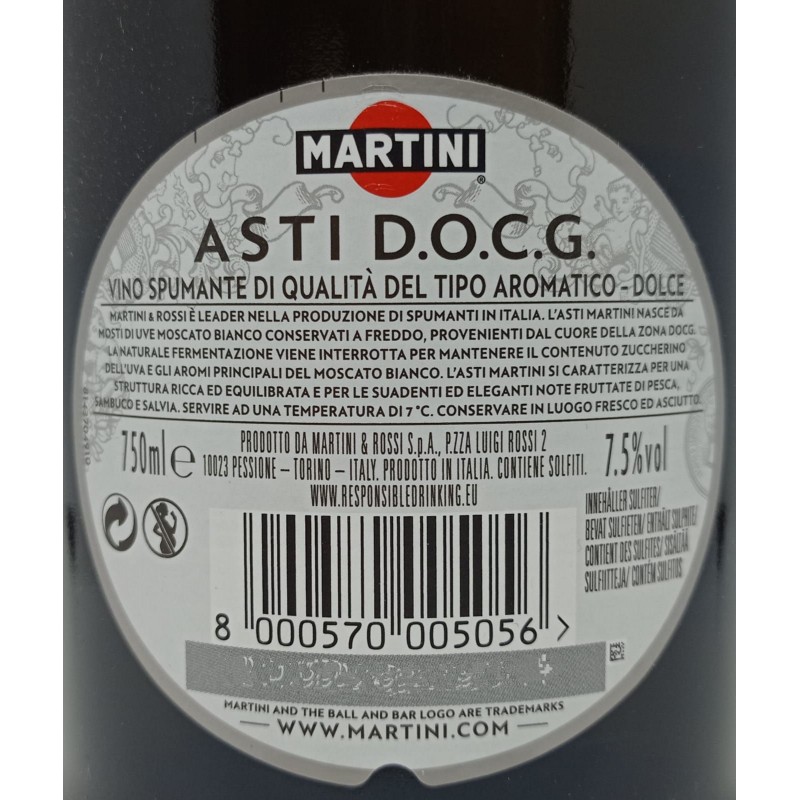 MARTINI
®
ASTI D.O.C.G.
VINO SPUMANTE DI QUALITÀ DEL TIPO AROMATICO - DOLCE
MARTINI & ROSSI È LEADER NELLA PRODUZIONE DI SPUMANTI IN ITALIA. L'ASTI MARTINI NASCE DA
MOSTI DI UVE MOSCATO BIANCO CONSERVATI A FREDDO, PROVENIENTI DAL CUORE DELLA ZONA DOCG.
LA NATURALE FERMENTAZIONE VIENE INTERROTTA PER MANTENERE IL CONTENUTO ZUCCHERINO
DELL'UVA E GLI AROMI PRINCIPALI DEL MOSCATO BIANCO. L'ASTI MARTINI SI CARATTERIZZA PER UNA
STRUTTURA RICCA ED EQUILIBRATA E PER LE SUADENTI ED ELEGANTI NOTE FRUTTATE DI PESCA,
SAMBUCO E SALVIA. SERVIRE AD UNA TEMPERATURA DI 7 °C. CONSERVARE IN LUOGO FRESCO ED ASCIUTTO.
750ml e
PRODOTTO DA MARTINI & ROSSI S.p.A., P.ZZA LUIGI ROSSI 2
10023 PESSIONE – TORINO – ITALY. PRODOTTO IN ITALIA. CONTIENE SOLFITI.
WWW.RESPONSIBLEDRINKING.EU
7.5%vol
INNEHÅLLER SULFITER/
BEVAT SULFIETEN/ ENTHÄLT SULPHITE/
CONTIENT DES SULFITES/ SISÄLTÄÄ
SULFIITTEJA/ CONTÉM SULFITOS
8 000570 005056 >
MARTINI AND THE BALL AND BAR LOGO ARE TRADEMARKS
WWW.MARTINI.COM